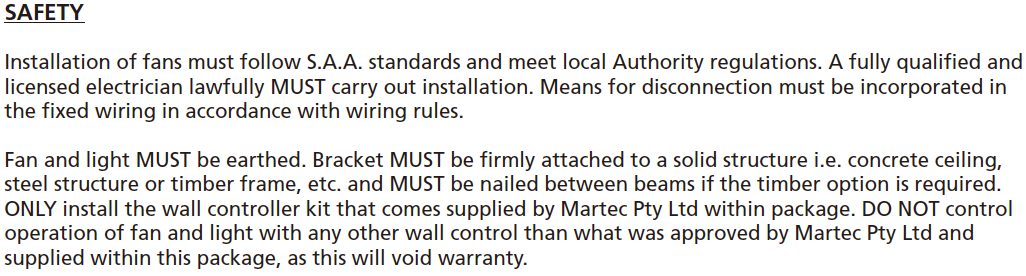 SAFETY
Installation of fans must follow S.A.A. standards and meet local Authority regulations. A fully qualified and
licensed electrician lawfully MUST carry out installation. Means for disconnection must be incorporated in
the fixed wiring in accordance with wiring rules.
Fan and light MUST be earthed. Bracket MUST be firmly attached to a solid structure i.e. concrete ceiling,
steel structure or timber frame, etc. and MUST be nailed between beams if the timber option is required.
ONLY install the wall controller kit that comes supplied by Martec Pty Ltd within package. DO NOT control
operation of fan and light with any other wall control than what was approved by Martec Pty Ltd and
supplied within this package, as this will void warranty.